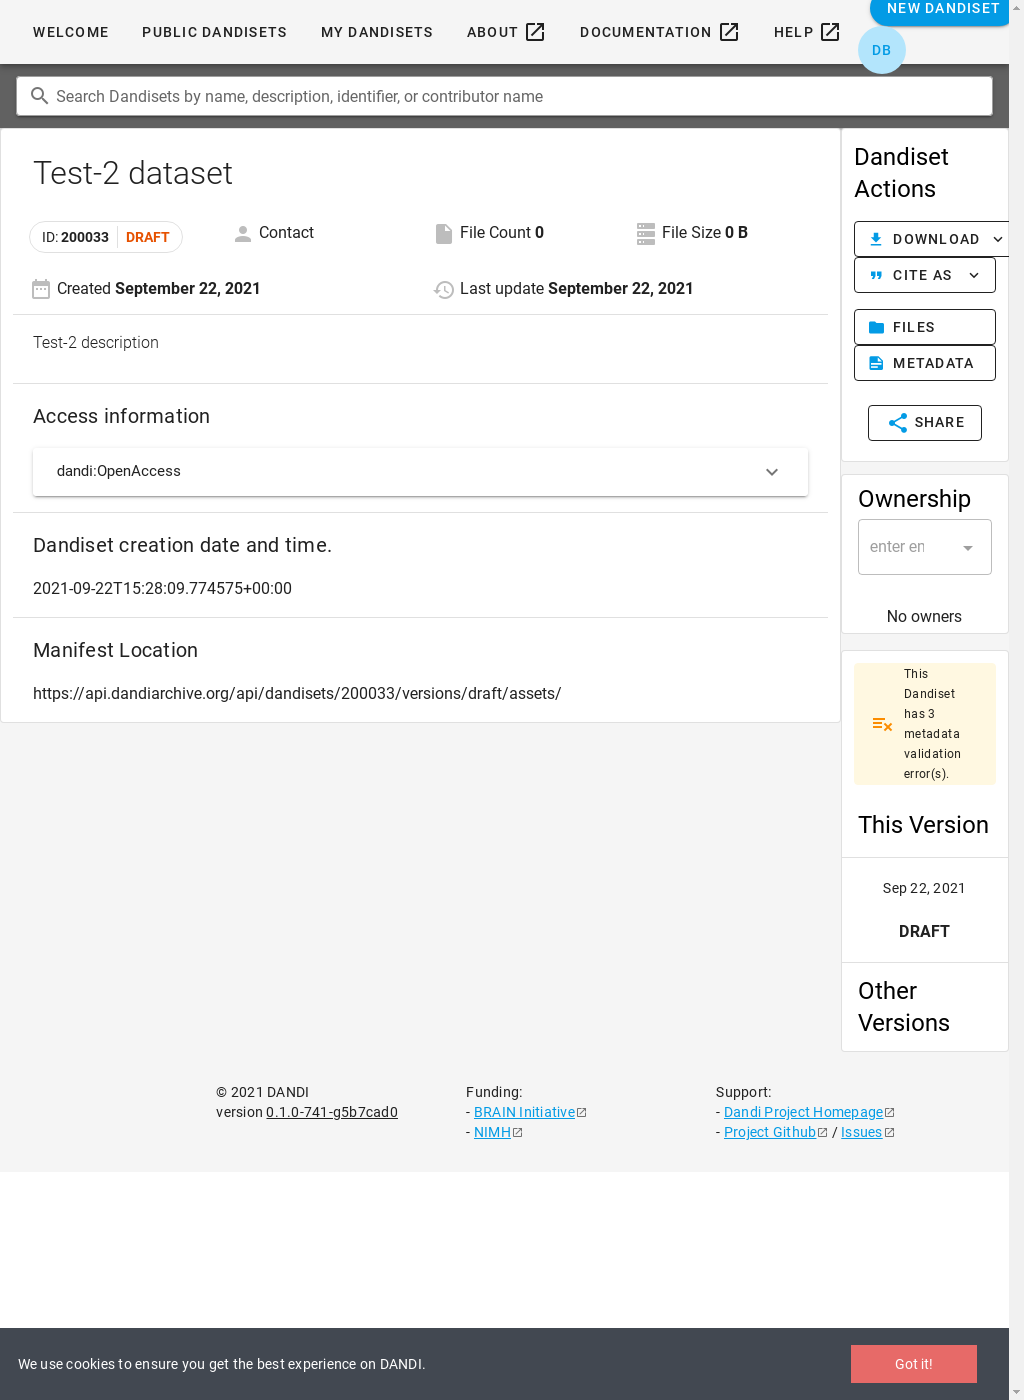 WELCOME PUBLIC DANDISETS MY DANDISETS ABOUT DOCUMENTATION HELP NEW DANDISET
DB
Search Dandisets by name, description, identifier, or contributor name
Test-2 dataset
ID: 200033 DRAFT Contact File Count 0 File Size 0 B
Created September 22, 2021 Last update September 22, 2021
Test-2 description
Access information
dandi:OpenAccess
Dandiset creation date and time.
2021-09-22T15:28:09.774575+00:00
Manifest Location
https://api.dandiarchive.org/api/dandisets/200033/versions/draft/assets/
Dandiset
Actions
DOWNLOAD
CITE AS
FILES
METADATA
SHARE
Ownership
enter en
No owners
This
Dandiset
has 3
metadata
validation
error(s).
This Version
Sep 22, 2021
DRAFT
Other
Versions
© 2021 DANDI
version 0.1.0-741-g5b7cad0
Funding:
- BRAIN Initiative
- NIMH
Support:
- Dandi Project Homepage
- Project Github / Issues
We use cookies to ensure you get the best experience on DANDI.
Got it!